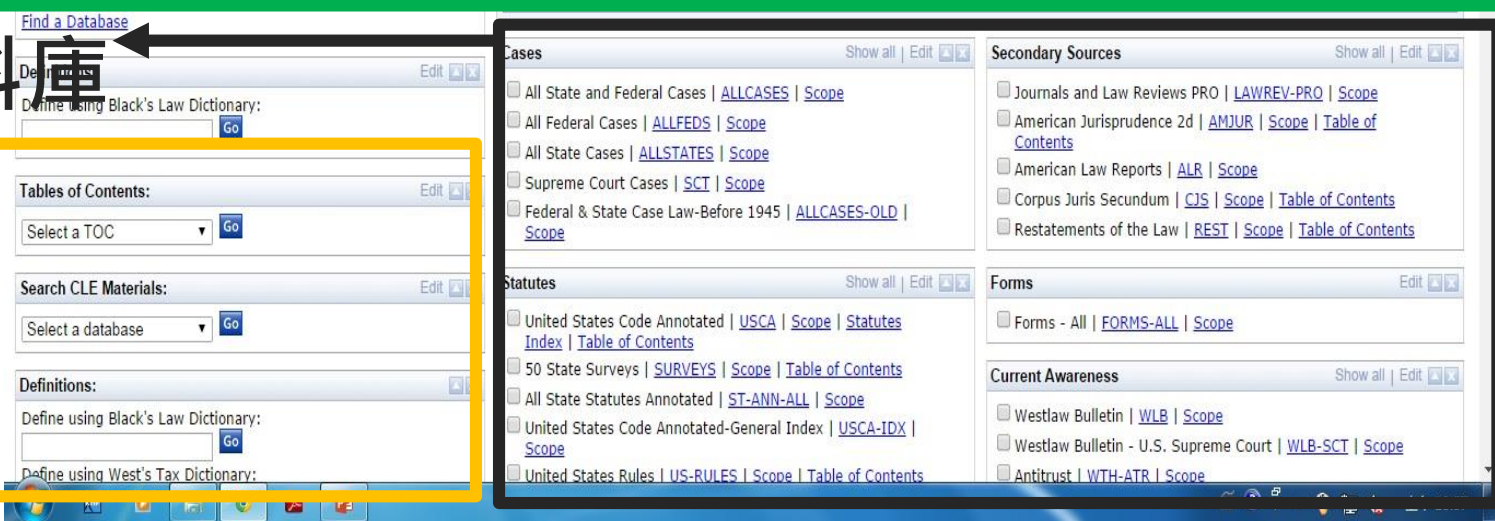 Find a Database
料庫
Definitions: Edit
Define using Black's Law Dictionary:
Go
Tables of Contents: Edit
Select a TOC Go
Search CLE Materials: Edit
Select a database Go
Definitions:
Define using Black's Law Dictionary:
Go
Define using West's Tax Dictionary:
Cases Show all | Edit
All State and Federal Cases | ALLCASES | Scope
All Federal Cases | ALLFEDS | Scope
All State Cases | ALLSTATES | Scope
Supreme Court Cases | SCT | Scope
Federal & State Case Law-Before 1945 | ALLCASES-OLD |
Scope
Statutes Show all | Edit
United States Code Annotated | USCA | Scope | Statutes
Index | Table of Contents
50 State Surveys | SURVEYS | Scope | Table of Contents
All State Statutes Annotated | ST-ANN-ALL | Scope
United States Code Annotated-General Index | USCA-IDX |
Scope
United States Rules | US-RULES | Scope | Table of Contents
Secondary Sources Show all | Edit
Journals and Law Reviews PRO | LAWREV-PRO | Scope
American Jurisprudence 2d | AMJUR | Scope | Table of
Contents
American Law Reports | ALR | Scope
Corpus Juris Secundum | CJS | Scope | Table of Contents
Restatements of the Law | REST | Scope | Table of Contents
Forms Edit
Forms - All | FORMS-ALL | Scope
Current Awareness Show all | Edit
Westlaw Bulletin | WLB | Scope
Westlaw Bulletin - U.S. Supreme Court | WLB-SCT | Scope
Antitrust | WTH-ATR | Scope